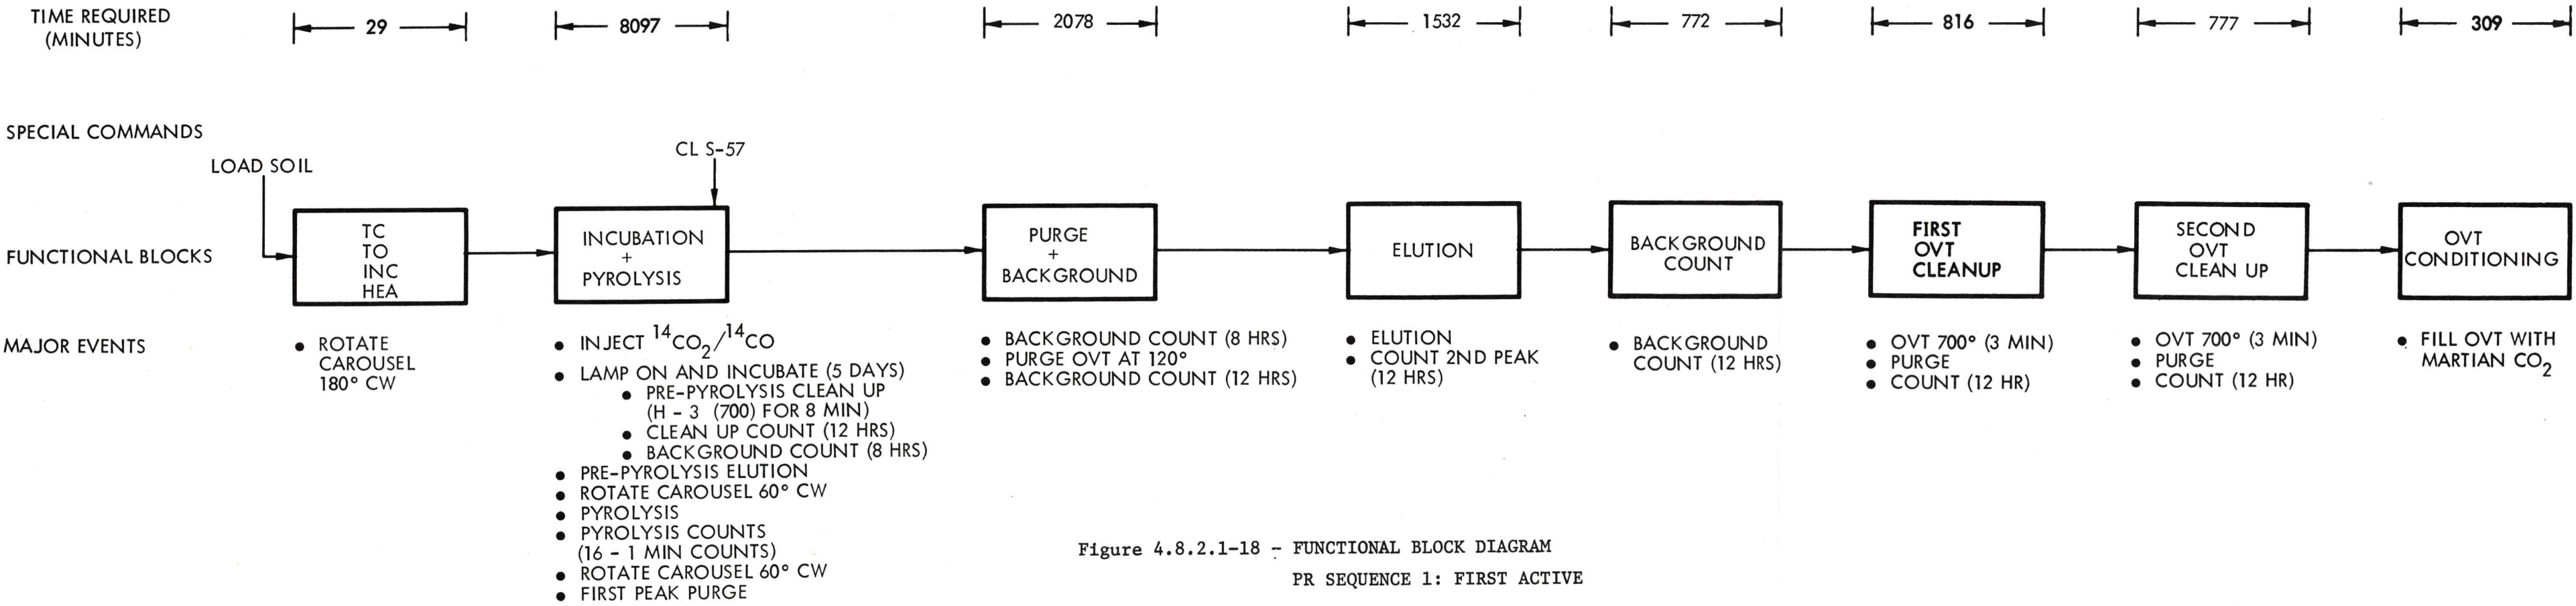 TIME REQUIRED
(MINUTES)
29
8097
2078
1532
772
816
777
309
SPECIAL COMMANDS
LOAD SOIL
CL S-57
FUNCTIONAL BLOCKS
TC
TO
INC
HEA
INCUBATION
+
PYROLYSIS
PURGE
+
BACKGROUND
ELUTION
BACKGROUND
COUNT
FIRST
OVT
CLEANUP
SECOND
OVT
CLEAN UP
OVT
CONDITIONING
MAJOR EVENTS
• ROTATE
CAROUSEL
180° CW
• INJECT ¹⁴CO₂/¹⁴CO
• LAMP ON AND INCUBATE (5 DAYS)
• PRE-PYROLYSIS CLEAN UP
(H - 3 (700) FOR 8 MIN)
• CLEAN UP COUNT (12 HRS)
• BACKGROUND COUNT (8 HRS)
• PRE-PYROLYSIS ELUTION
• ROTATE CAROUSEL 60° CW
• PYROLYSIS
• PYROLYSIS COUNTS
(16 - 1 MIN COUNTS)
• ROTATE CAROUSEL 60° CW
• FIRST PEAK PURGE
• BACKGROUND COUNT (8 HRS)
• PURGE OVT AT 120°
• BACKGROUND COUNT (12 HRS)
• ELUTION
• COUNT 2ND PEAK
(12 HRS)
• BACKGROUND
COUNT (12 HRS)
• OVT 700° (3 MIN)
• PURGE
• COUNT (12 HR)
• OVT 700° (3 MIN)
• PURGE
• COUNT (12 HR)
• FILL OVT WITH
MARTIAN CO₂
Figure 4.8.2.1-18 - FUNCTIONAL BLOCK DIAGRAM
PR SEQUENCE 1: FIRST ACTIVE